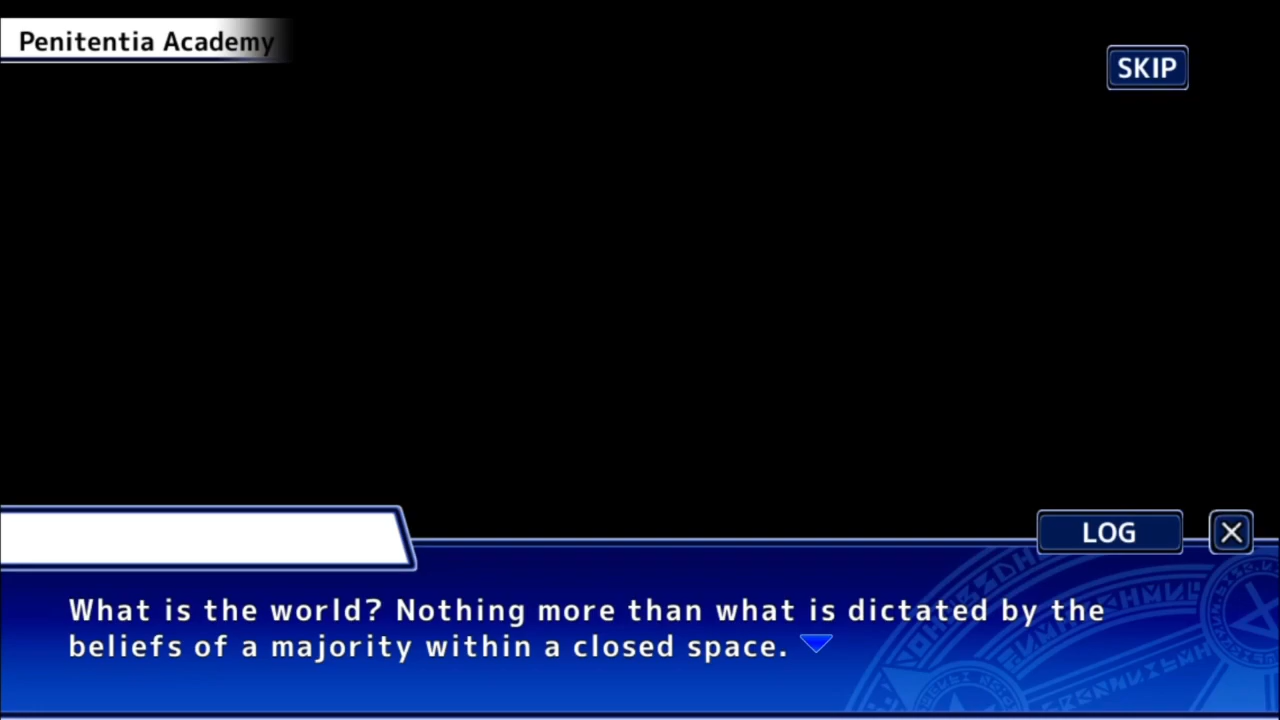 Penitentia Academy
SKIP
LOG
What is the world? Nothing more than what is dictated by the
beliefs of a majority within a closed space.